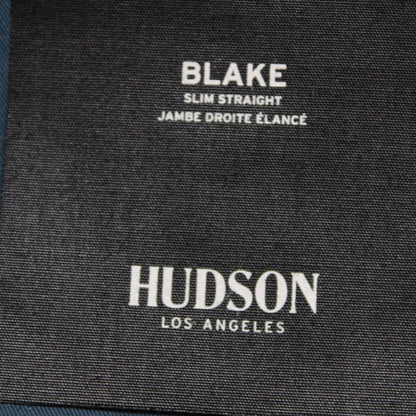 BLAKE
SLIM STRAIGHT
JAMBE DROITE ÉLANCÉ
HUDSON
LOS ANGELES